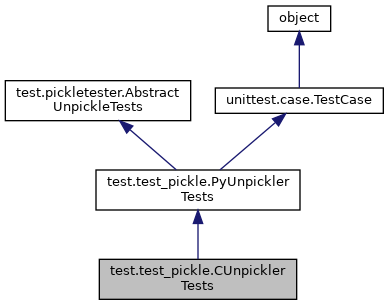 object
test.pickletester.Abstract
UnpickleTests
unittest.case.TestCase
test.test_pickle.PyUnpickler
Tests
test.test_pickle.CUnpickler
Tests